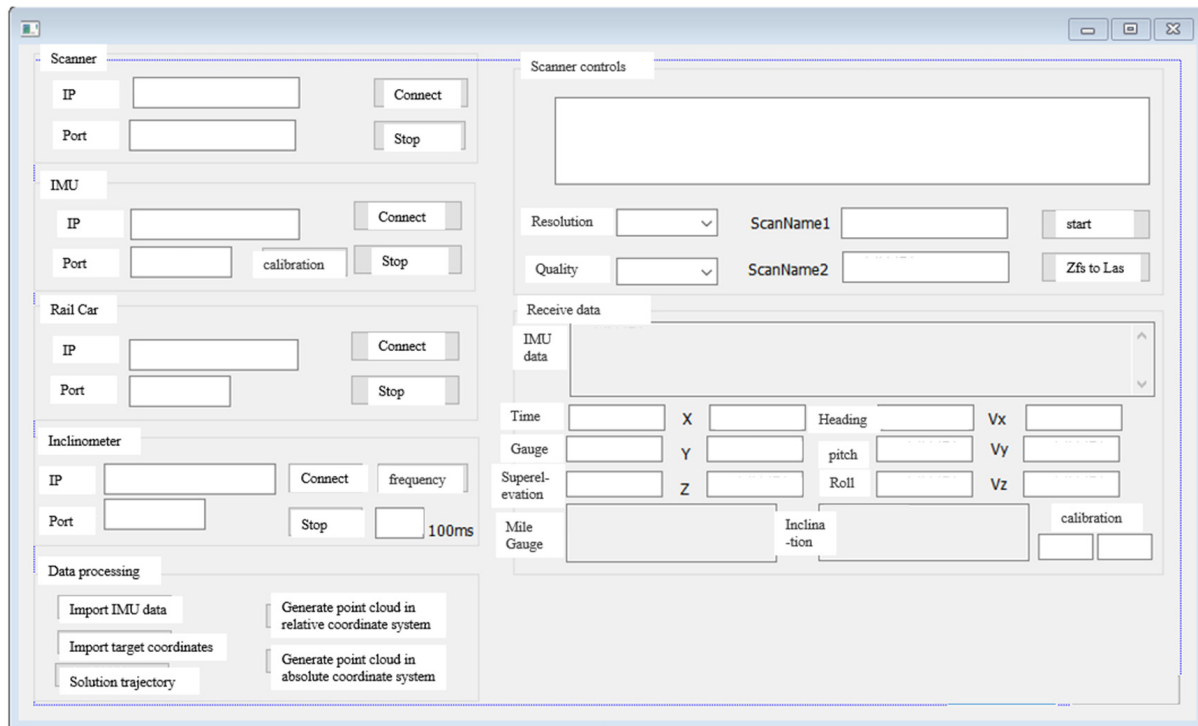 Scanner
IP
Connect
Port
Stop
IMU
IP
Connect
Port
calibration
Stop
Rail Car
IP
Connect
Port
Stop
Inclinometer
IP
Connect
frequency
Port
Stop
100ms
Data processing
Import IMU data
Import target coordinates
Solution trajectory
Generate point cloud in
relative coordinate system
Generate point cloud in
absolute coordinate system
Scanner controls
Resolution
ScanName1
start
Quality
ScanName2
Zfs to Las
Receive data
IMU
data
Time
X
Heading
Vx
Gauge
Y
pitch
Vy
Superel-
evation
Z
Roll
Vz
Mile
Gauge
Inclina
-tion
calibration